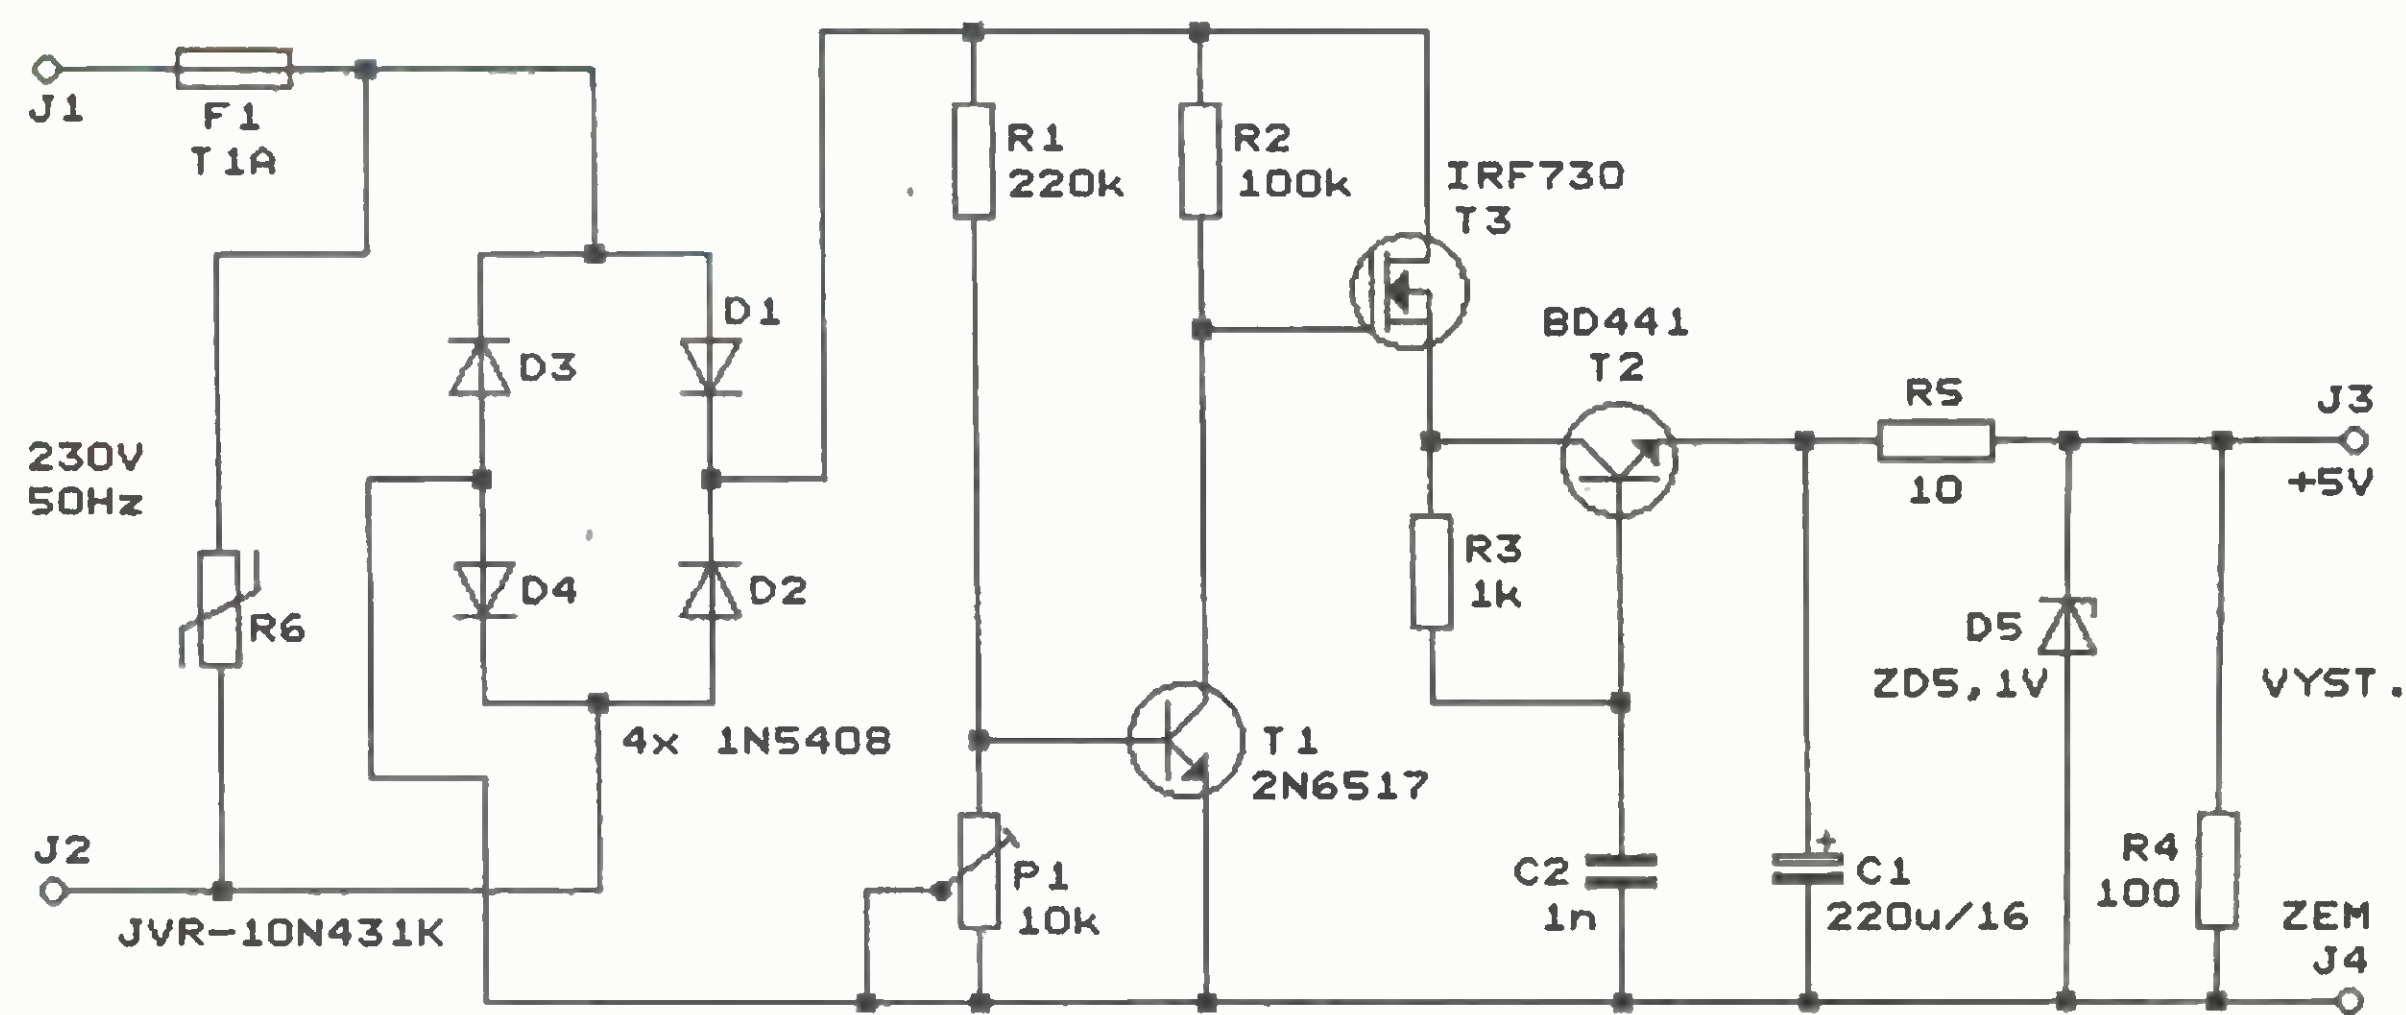 J1
F1
T1A
R1
220k
R2
100k
IRF730
T3
D1
D3
BD441
T2
R5
10
J3
+5V
230V
50Hz
R3
1k
D4
D2
R6
D5
ZD5,1V
VYST.
4x 1N5408
T1
2N6517
J2
JVR-10N431K
P1
10k
C2
1n
C1
+
220u/16
R4
100
ZEM
J4